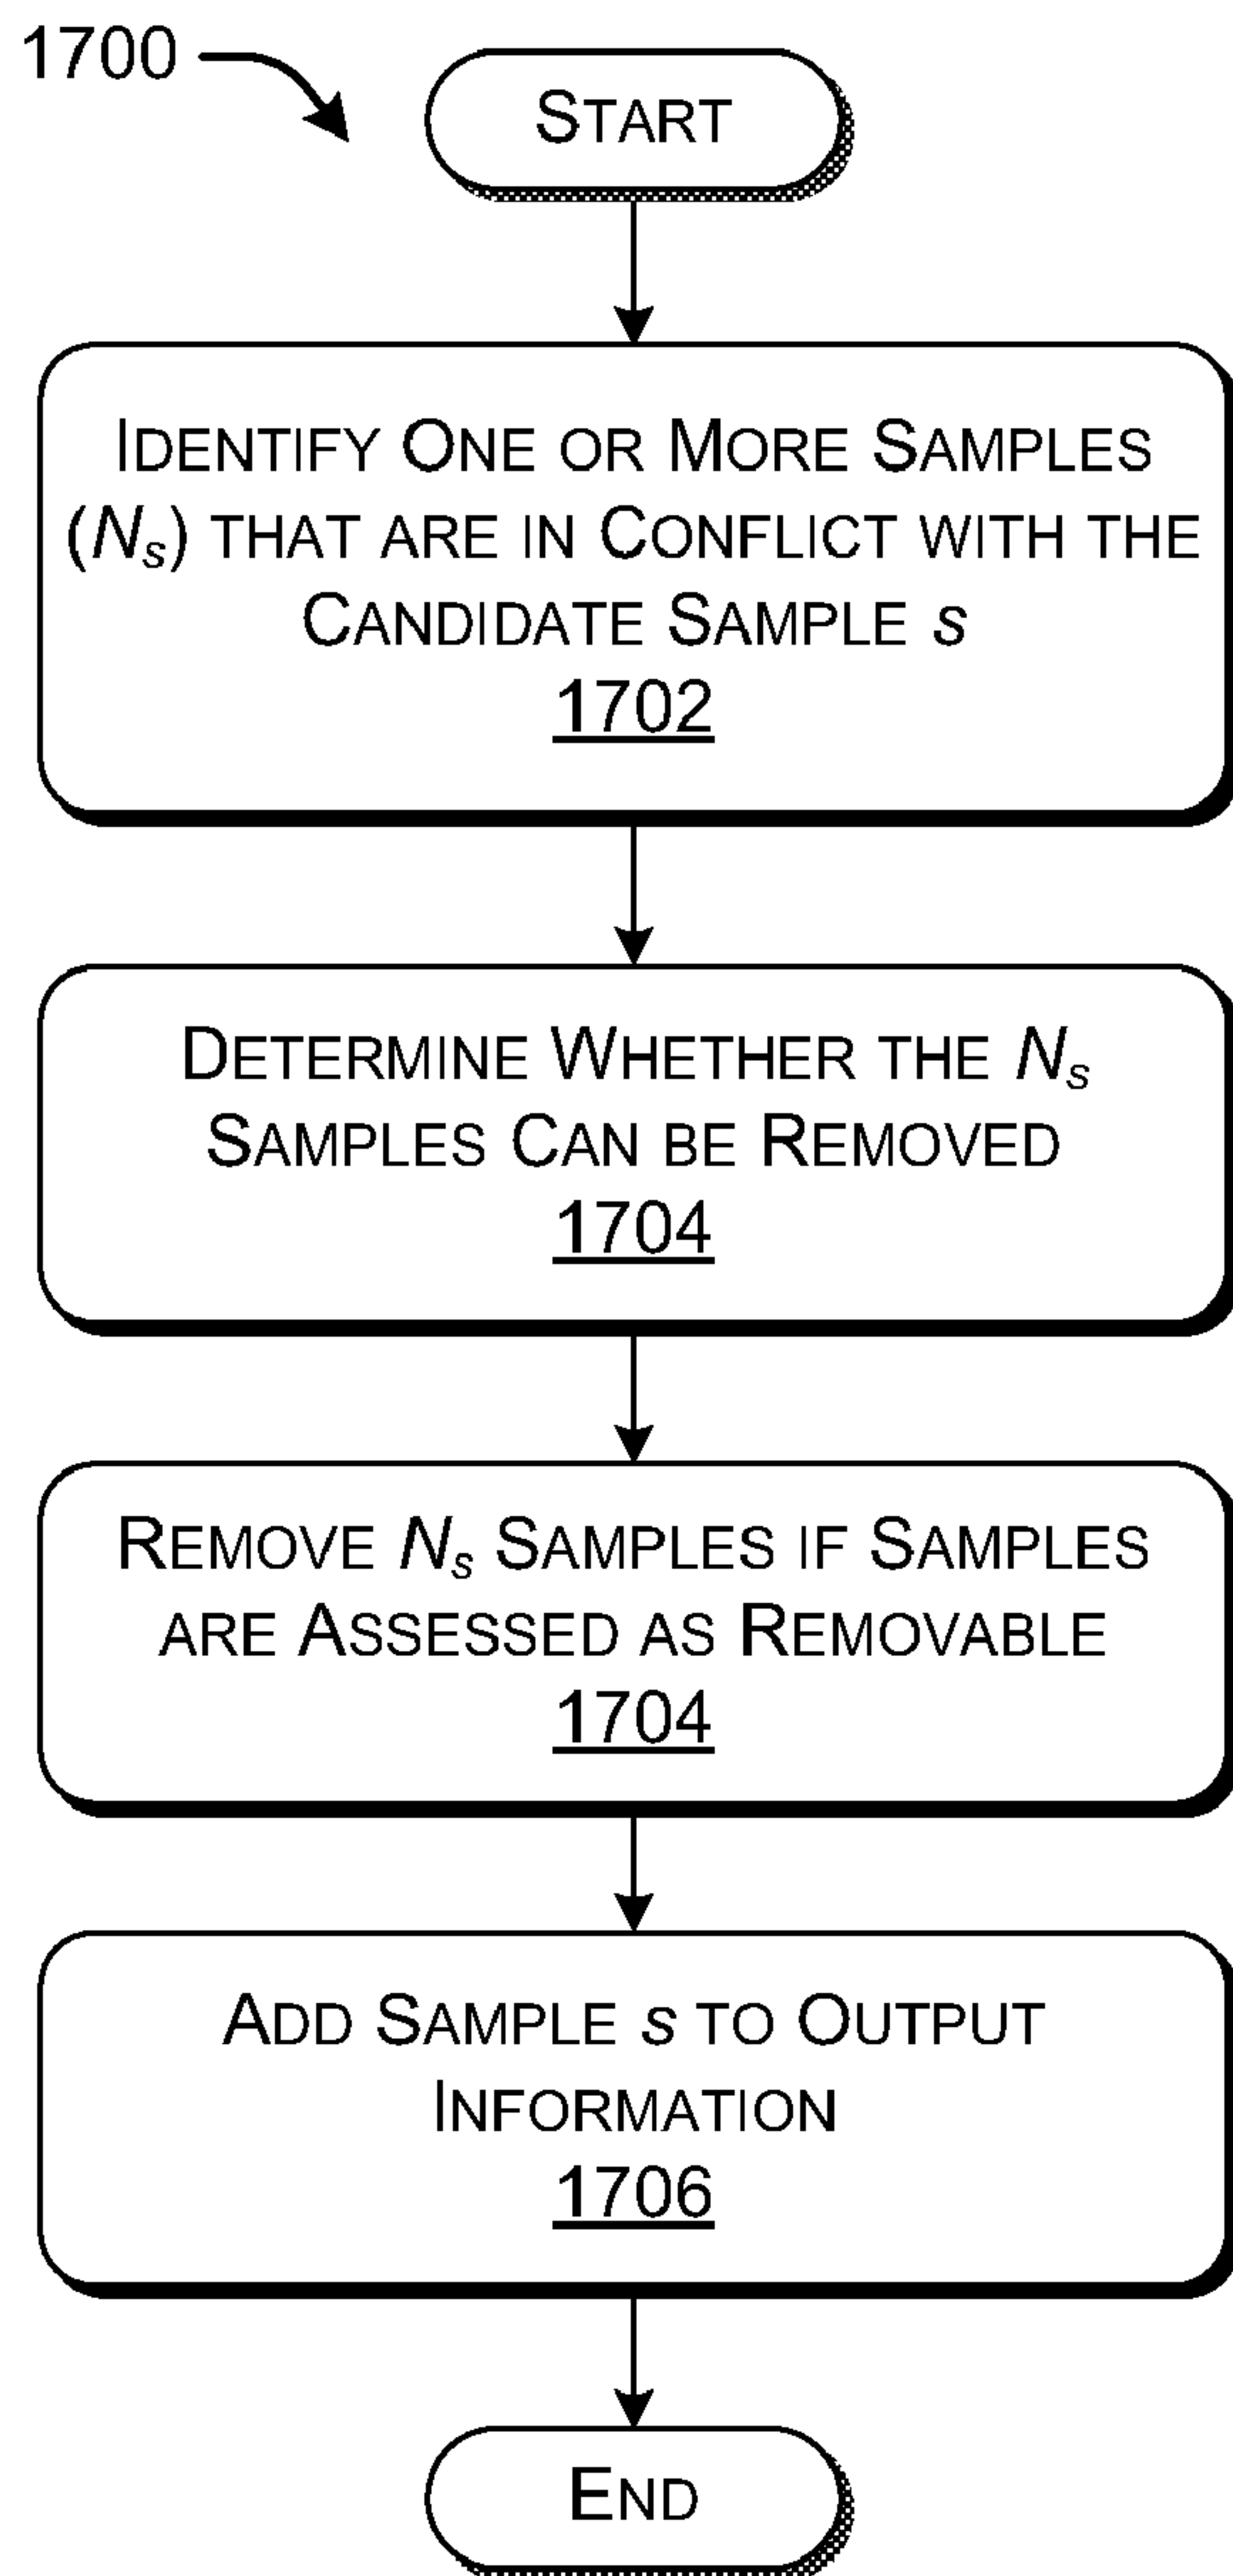 1700
START
IDENTIFY ONE OR MORE SAMPLES
(Ns) THAT ARE IN CONFLICT WITH THE
CANDIDATE SAMPLE s
1702
DETERMINE WHETHER THE Ns
SAMPLES CAN BE REMOVED
1704
REMOVE Ns SAMPLES IF SAMPLES
ARE ASSESSED AS REMOVABLE
1704
ADD SAMPLE s TO OUTPUT
INFORMATION
1706
END